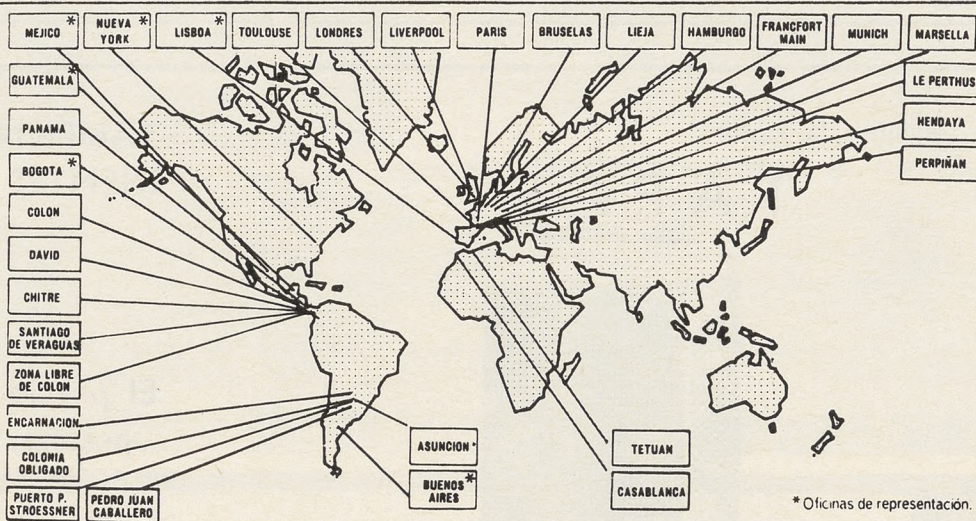 MEJICO*
NUEVA*
YORK
LISBOA*
TOULOUSE
LONDRES
LIVERPOOL
PARIS
BRUSELAS
LIEJA
HAMBURGO
FRANCFORT
MAIN
MUNICH
MARSELLA
GUATEMALA*
PANAMA
BOGOTA*
COLON
DAVID
CHITRE
SANTIAGO
DE VERAGUAS
ZONA LIBRE
DE COLON
ENCARNACION
COLONIA
OBLIGADO
PUERTO P.
STROESSNER
PEDRO JUAN
CABALLERO
ASUNCION*
BUENOS*
AIRES
TETUAN
CASABLANCA
LE PERTHUS
HENDAYA
PERPIÑAN
* Oficinas de representación.